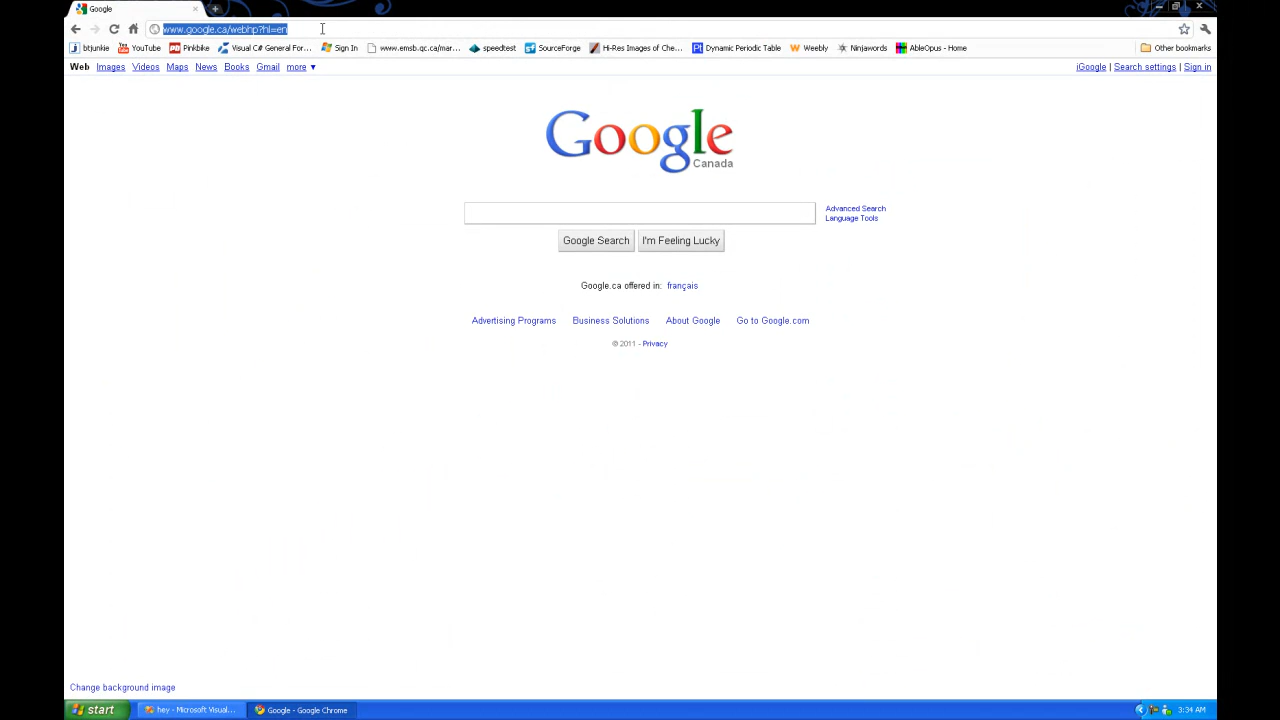 Google
www.google.ca/webhp?hl=en
btjunkie YouTube Pinkbike Visual C# General For... Sign In www.emsb.qc.ca/mar... speedtest SourceForge Hi-Res Images of Che... Dynamic Periodic Table Weebly Ninjawords AbleOpus - Home Other bookmarks
Web Images Videos Maps News Books Gmail more ▼ iGoogle | Search settings | Sign in
Google
Canada
Advanced Search
Language Tools
Google Search I'm Feeling Lucky
Google.ca offered in: français
Advertising Programs Business Solutions About Google Go to Google.com
© 2011 - Privacy
Change background image
start hey - Microsoft Visual... Google - Google Chrome 3:34 AM